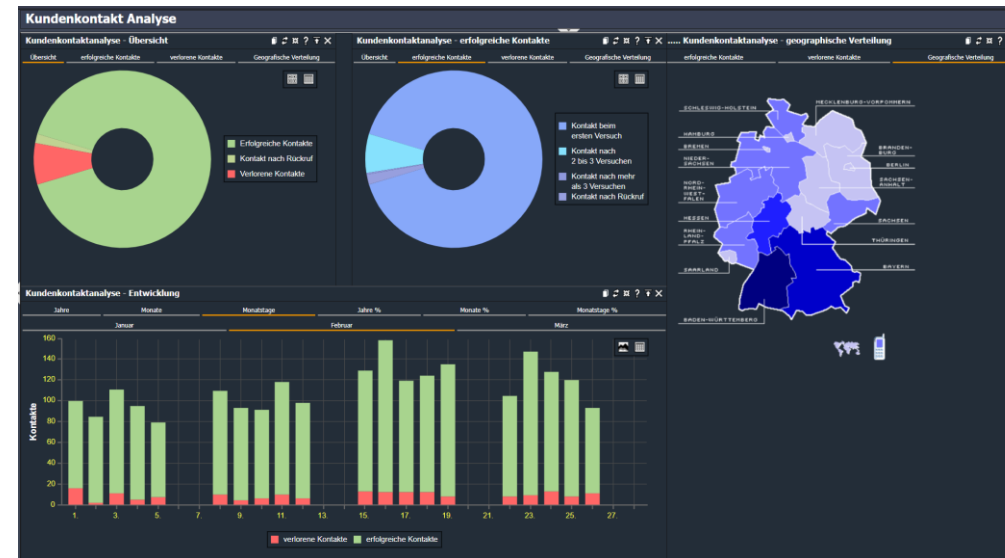 Kundenkontakt Analyse
Kundenkontaktanalyse - Übersicht
Übersicht erfolgreiche Kontakte verlorene Kontakte Geografische Verteilung
Erfolgreiche Kontakte
Kontakt nach Rückruf
Verlorene Kontakte
Kundenkontaktanalyse - erfolgreiche Kontakte
Übersicht erfolgreiche Kontakte verlorene Kontakte Geografische Verteilung
Kontakt beim
ersten Versuch
Kontakt nach
2 bis 3 Versuchen
Kontakt nach mehr
als 3 Versuchen
Kontakt nach Rückruf
..... Kundenkontaktanalyse - geographische Verteilung
erfolgreiche Kontakte verlorene Kontakte Geografische Verteilung
SCHLESWIG-HOLSTEIN
MECKLENBURG-VORPOMMERN
HAMBURG
BREMEN
NIEDER-
SACHSEN
NORD-
RHEIN-
WEST-
FALEN
HESSEN
RHEIN-
LAND-
PFALZ
SAARLAND
BADEN-WÜRTTEMBERG
BRANDEN-
BURG
BERLIN
SACHSEN-
ANHALT
SACHSEN
THÜRINGEN
BAYERN
Kundenkontaktanalyse - Entwicklung
Jahre Monate Monatstage Jahre % Monate % Monatstage %
Januar Februar März
Kontakte
160
140
120
100
80
60
40
20
0
1. 3. 5. 7. 9. 11. 13. 15. 17. 19. 21. 23. 25. 27.
verlorene Kontakte erfolgreiche Kontakte